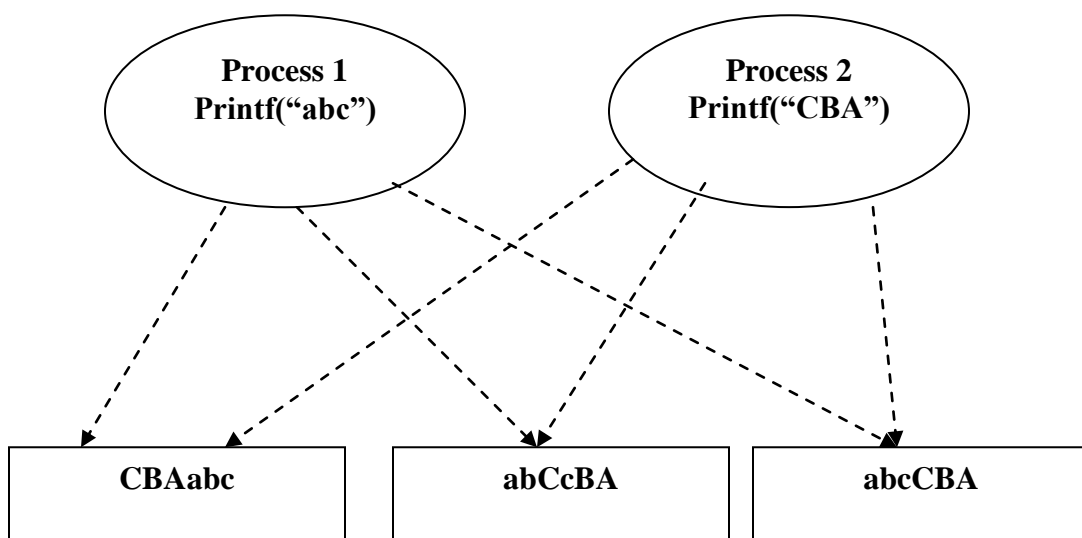 Process 1
Printf(“abc”)
Process 2
Printf(“CBA”)
CBAabc
abCcBA
abcCBA